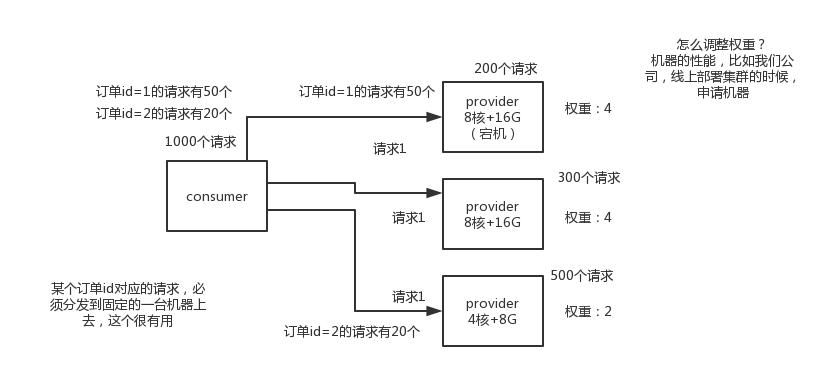 怎么调整权重？
机器的性能，比如我们公
司，线上部署集群的时候，
申请机器
200个请求
订单id=1的请求有50个
订单id=1的请求有50个
订单id=2的请求有20个
provider
8核+16G
（宕机）
权重：4
1000个请求
请求1
consumer
300个请求
provider
8核+16G
请求1
权重：4
500个请求
某个订单id对应的请求，必
须分发到固定的一台机器上
去，这个很有用
请求1
provider
4核+8G
权重：2
订单id=2的请求有20个